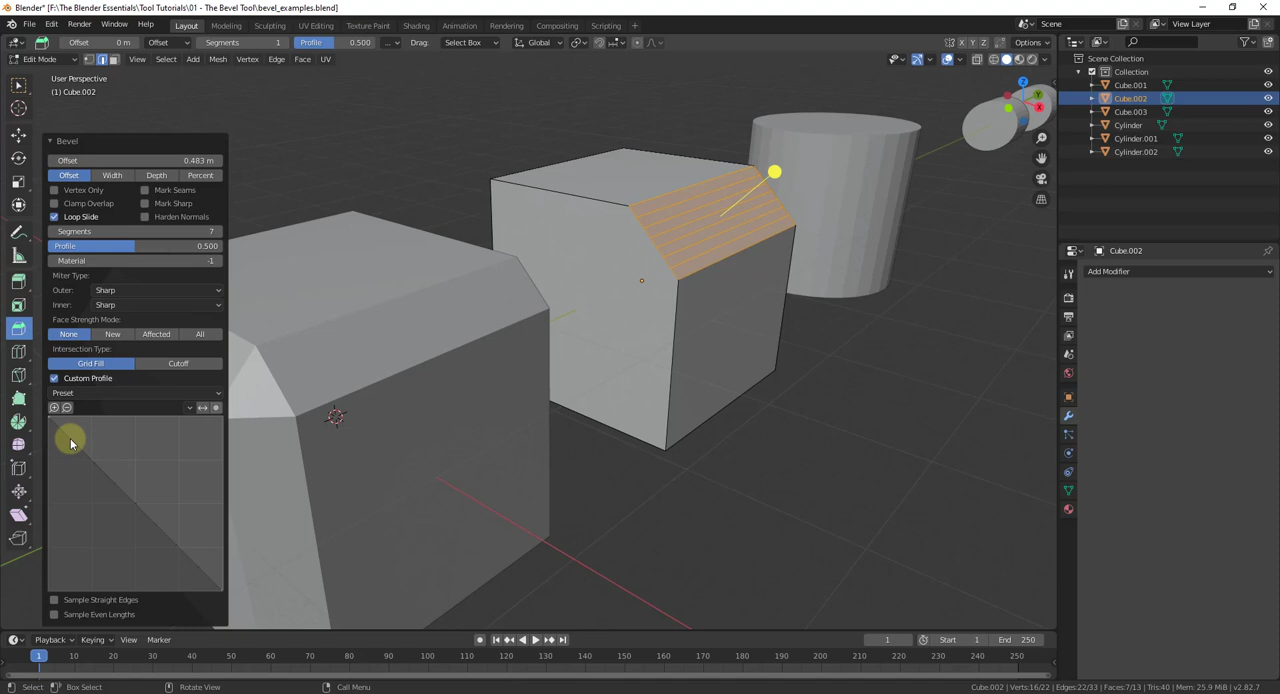 Blender* [F:\The Blender Essentials\Tool Tutorials\01 - The Bevel Tool\bevel_examples.blend]
File Edit Render Window Help Layout Modeling Sculpting UV Editing Texture Paint Shading Animation Rendering Compositing Scripting + Scene View Layer
Offset 0 m Offset Segments 1 Profile 0.500 ... Drag: Select Box Global X Y Z Options
Edit Mode View Select Add Mesh Vertex Edge Face UV
User Perspective
(1) Cube.002
Z
Y
X
Scene Collection
Collection
Cube.001
Cube.002
Cube.003
Cylinder
Cylinder.001
Cylinder.002
Cube.002
Add Modifier
Bevel
Offset 0.483 m
Offset Width Depth Percent
Vertex Only Mark Seams
Clamp Overlap Mark Sharp
Loop Slide Harden Normals
Segments 7
Profile 0.500
Material -1
Miter Type:
Outer: Sharp
Inner: Sharp
Face Strength Mode:
None New Affected All
Intersection Type:
Grid Fill Cutoff
Custom Profile
Preset
Sample Straight Edges
Sample Even Lengths
Playback Keying View Marker 1 Start 1 End 250
1 10 20 30 40 50 60 70 80 90 100 110 120 130 140 150 160 170 180 190 200 210 220 230 240 250
Select Box Select Rotate View Call Menu Cube.002 | Verts:16/22 | Edges:22/33 | Faces:7/13 | Tris:40 | Mem: 25.9 MiB | v2.82.7